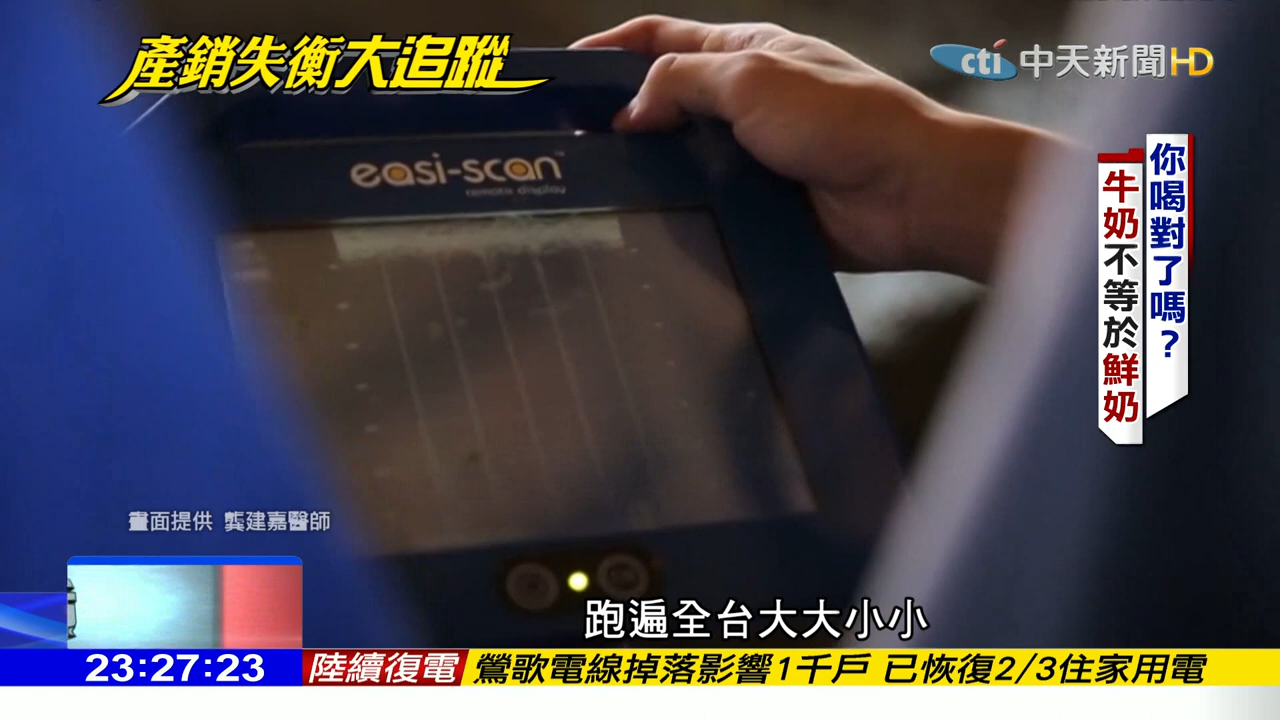 產銷失衡大追蹤
cti 中天新聞HD
easi-scan™
remote display
你喝對了嗎？
牛奶不等於鮮奶
畫面提供 龔建嘉醫師
跑遍全台大大小小
23:27:23
陸續復電 鶯歌電線掉落影響1千戶 已恢復2/3住家用電